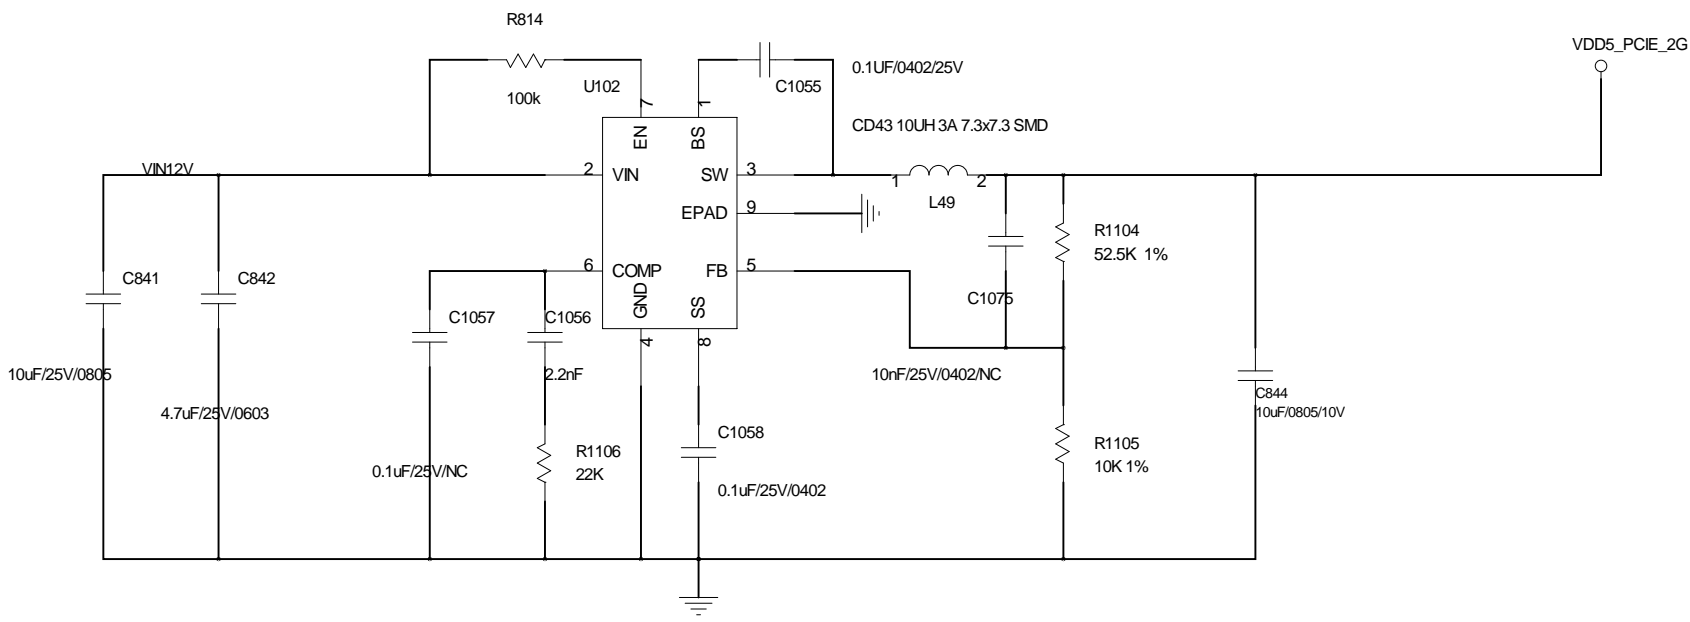 R814
VDD5_PCIE_2G
0.1UF/0402/25V
U102
C1055
100k
7
1
CD43 10UH 3A 7.3x7.3 SMD
EN
BS
VIN12V
2
VIN
SW
3
1
2
L49
EPAD
9
R1104
52.5K 1%
6
COMP
FB
5
C841
C842
GND
SS
C1075
C1057
C1056
4
8
10uF/25V/0805
2.2nF
10nF/25V/0402/NC
C844
10uF/0805/10V
4.7uF/25V/0603
C1058
R1105
10K 1%
R1106
22K
0.1uF/25V/NC
0.1uF/25V/0402